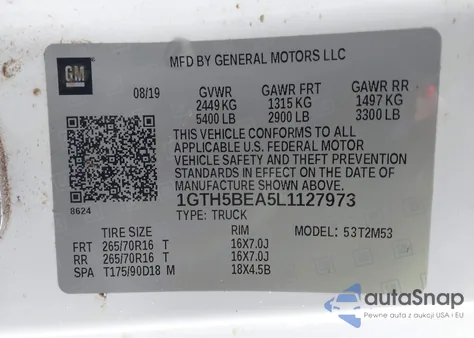 GM
MFD BY GENERAL MOTORS LLC
08/19 GVWR GAWR FRT GAWR RR
2449 KG 1315 KG 1497 KG
5400 LB 2900 LB 3300 LB
THIS VEHICLE CONFORMS TO ALL
APPLICABLE U.S. FEDERAL MOTOR
VEHICLE SAFETY AND THEFT PREVENTION
STANDARDS IN EFFECT ON THE DATE OF
MANUFACTURE SHOWN ABOVE.
1GTH5BEA5L1127973
8624 TYPE: TRUCK
TIRE SIZE RIM MODEL: 53T2M53
FRT 265/70R16 T 16X7.0J
RR 265/70R16 T 16X7.0J
SPA T175/90D18 M 18X4.5B
autoSnap
Pewne auta z aukcji USA i EU